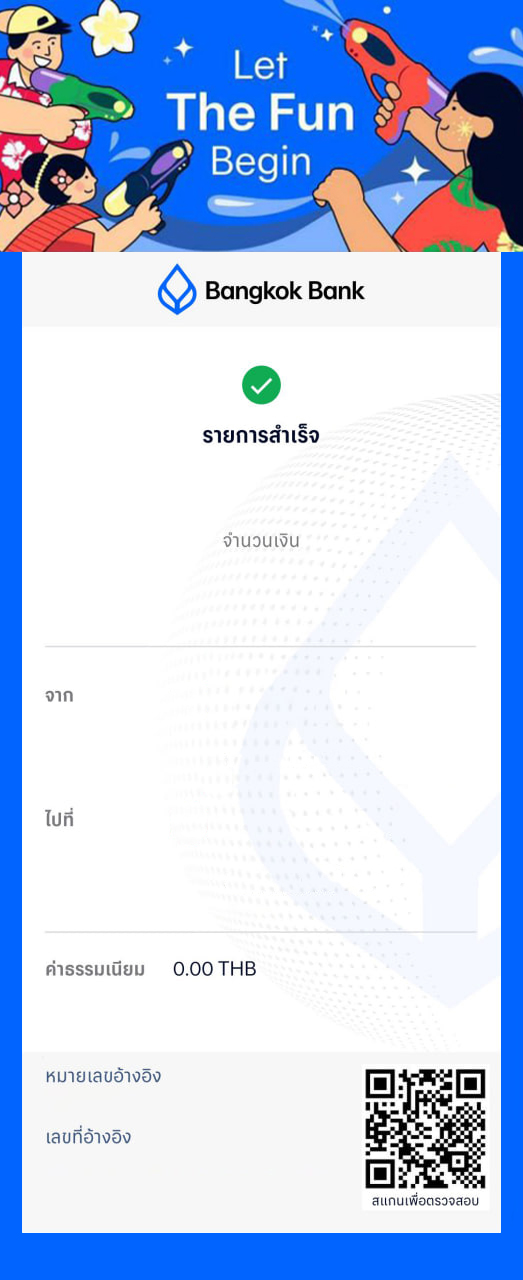 Let
The Fun
Begin
Bangkok Bank
รายการสำเร็จ
จำนวนเงิน
จาก
ไปที่
ค่าธรรมเนียม 0.00 THB
หมายเลขอ้างอิง
เลขที่อ้างอิง
สแกนเพื่อตรวจสอบ